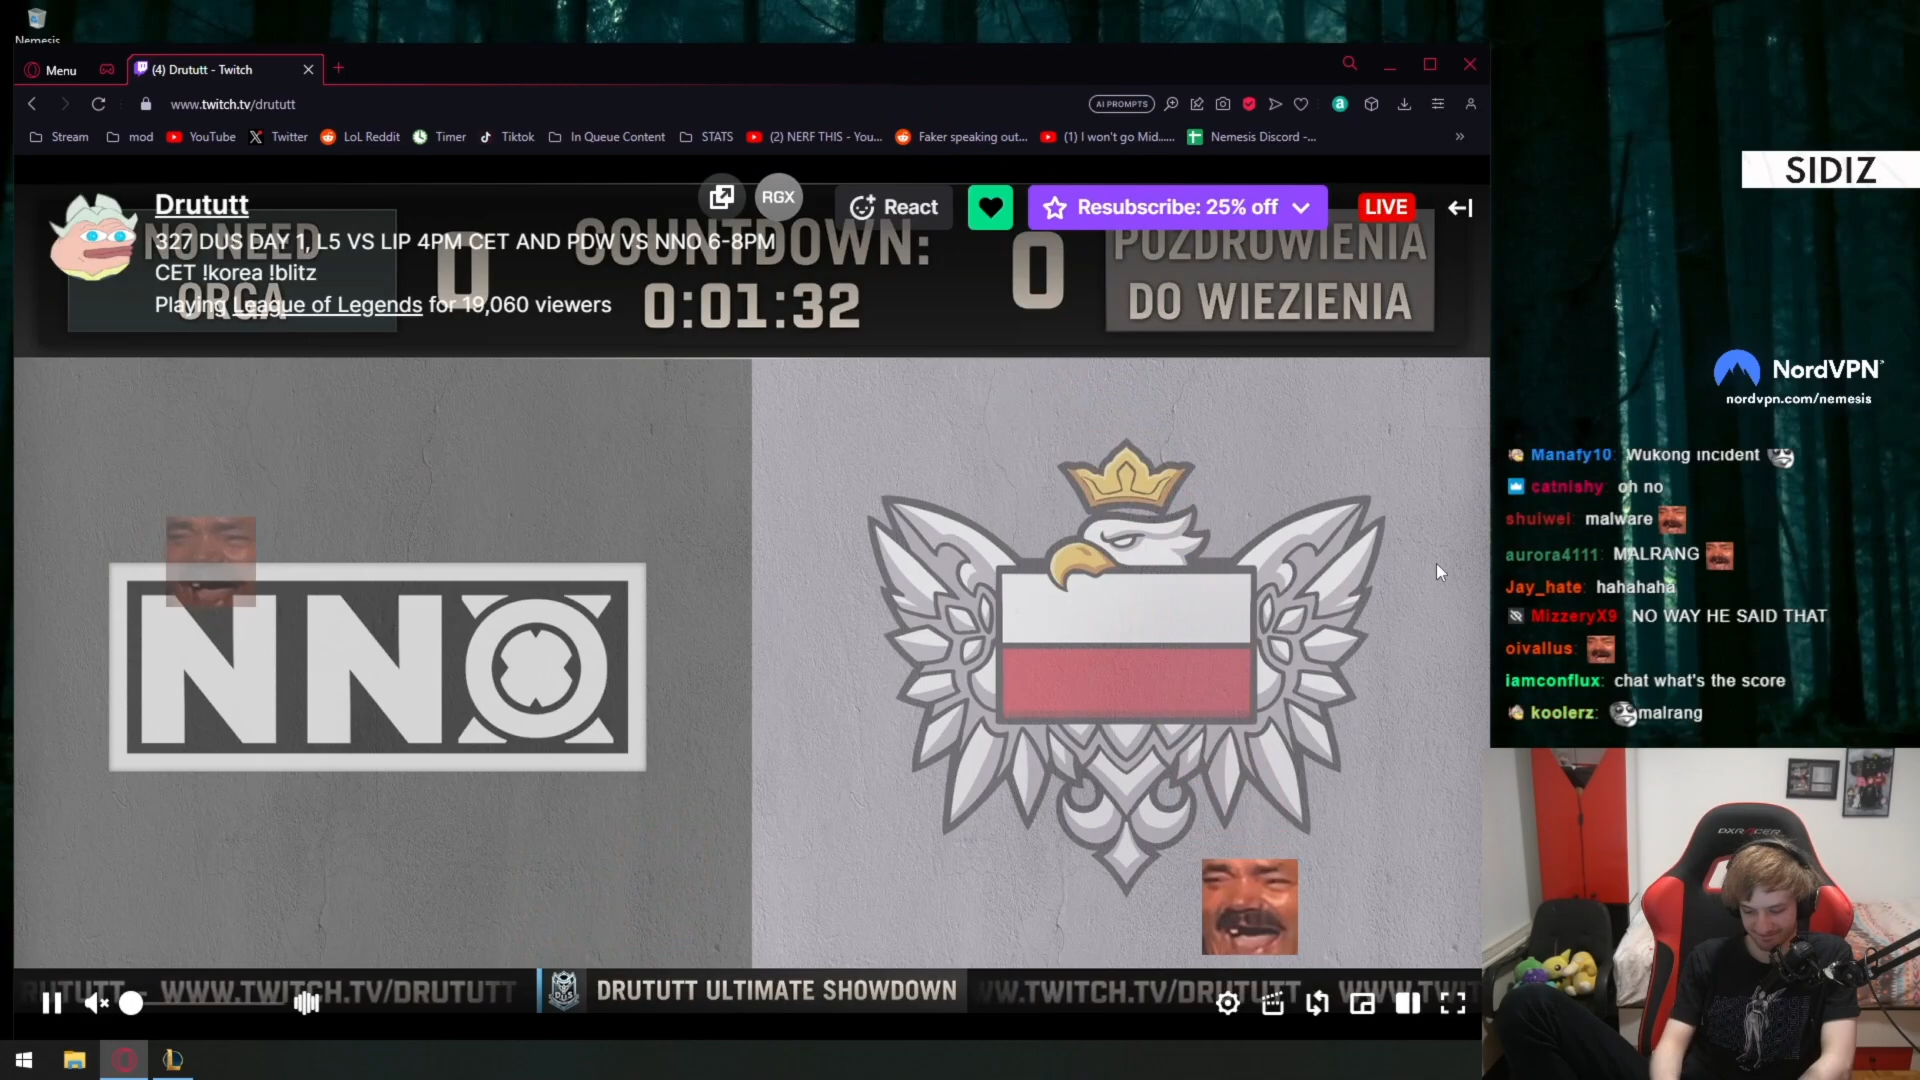 Nemesis
Menu
(4) Drututt - Twitch
www.twitch.tv/drututt
AI PROMPTS
Stream
mod
YouTube
Twitter
LoL Reddit
Timer
Tiktok
In Queue Content
STATS
(2) NERF THIS - You...
Faker speaking out...
(1) I won't go Mid......
Nemesis Discord -...
Drututt
327 DUS DAY 1, L5 VS LIP 4PM CET AND PDW VS NNO 6-8PM
CET !korea !blitz
Playing League of Legends for 19,060 viewers
RGX
React
Resubscribe: 25% off
LIVE
NO NEED
ORGA
0
COUNTDOWN:
0:01:32
0
POZDROWIENIA
DO WIEZIENIA
NNO
WWW.TWITCH.TV/DRUTUTT
DUS
DRUTUTT ULTIMATE SHOWDOWN
SIDIZ
NordVPN
nordvpn.com/nemesis
Manafy10: Wukong incident
catnishy: oh no
shuiwei: malware
aurora4111: MALRANG
Jay_hate: hahahaha
MizzeryX9: NO WAY HE SAID THAT
oivallus:
iamconflux: chat what's the score
koolerz: malrang
DXRACER